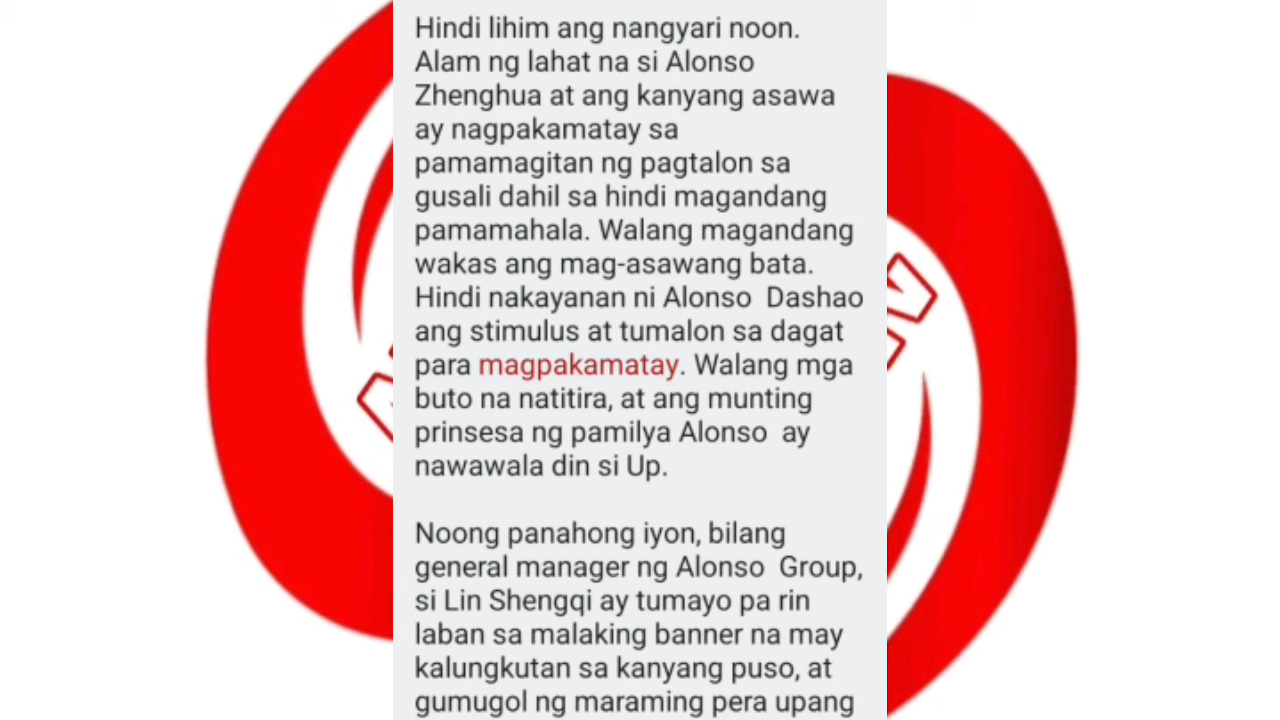 Hindi lihim ang nangyari noon.
Alam ng lahat na si Alonso
Zhenghua at ang kanyang asawa
ay nagpakamatay sa
pamamagitan ng pagtalon sa
gusali dahil sa hindi magandang
pamamahala. Walang magandang
wakas ang mag-asawang bata.
Hindi nakayanan ni Alonso  Dashao
ang stimulus at tumalon sa dagat
para magpakamatay. Walang mga
buto na natitira, at ang munting
prinsesa ng pamilya Alonso  ay
nawawala din si Up.
Noong panahong iyon, bilang
general manager ng Alonso  Group,
si Lin Shengqi ay tumayo pa rin
laban sa malaking banner na may
kalungkutan sa kanyang puso, at
gumugol ng maraming pera upang